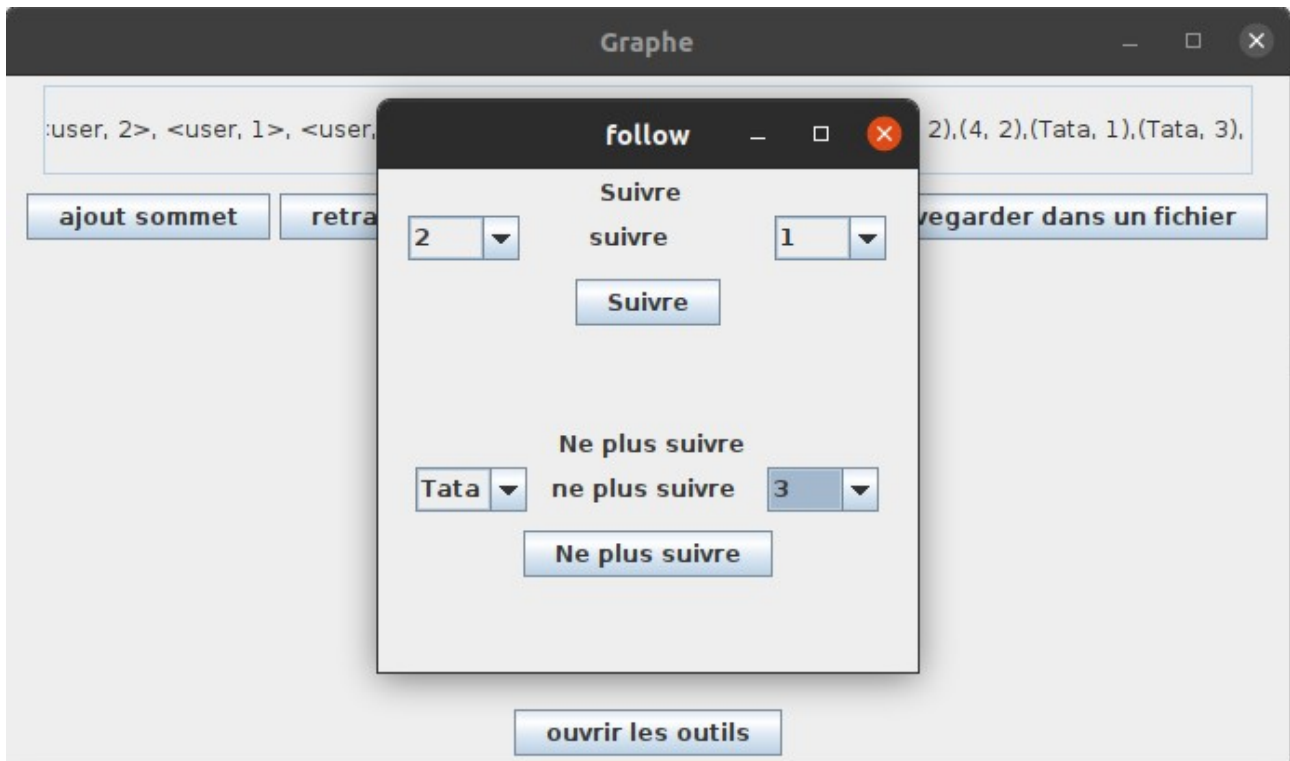 Graphe
user, 2>, <user, 1>, <user,
2),(4, 2),(Tata, 1),(Tata, 3),
ajout sommet
retra
vegarder dans un fichier
follow
Suivre
2 suivre 1
Suivre
Ne plus suivre
Tata ne plus suivre 3
Ne plus suivre
ouvrir les outils